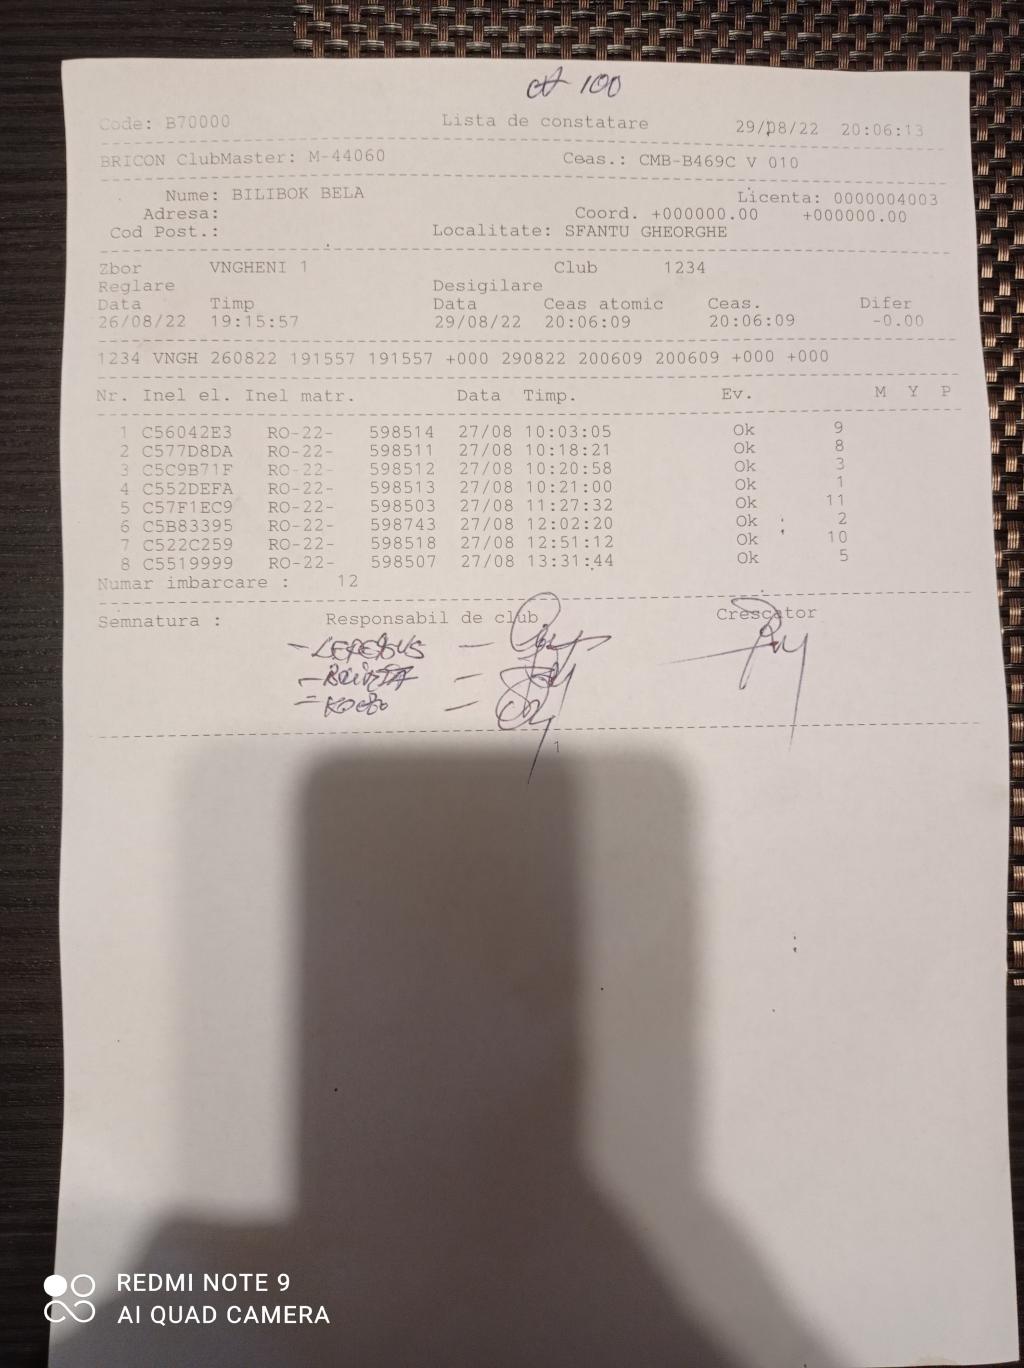 100
Code: B70000 Lista de constatare 29/08/22 20:06:13
BRICON ClubMaster: M-44060 Ceas.: CMB-B469C V 010
Nume: BILIBOK BELA Licenta: 0000004003
Adresa: Coord. +000000.00 +000000.00
Cod Post.: Localitate: SFANTU GHEORGHE
Zbor VNGHENI 1 Club 1234
Reglare Desigilare
Data Timp Data Ceas atomic Ceas. Difer
26/08/22 19:15:57 29/08/22 20:06:09 20:06:09 -0.00
1234 VNGH 260822 191557 191557 +000 290822 200609 200609 +000 +000
Nr. Inel el. Inel matr. Data Timp. Ev. M Y P
1 C56042E3 RO-22- 598514 27/08 10:03:05 Ok 9
2 C577D8DA RO-22- 598511 27/08 10:18:21 Ok 8
3 C5C9B71F RO-22- 598512 27/08 10:20:58 Ok 3
4 C552DEFA RO-22- 598513 27/08 10:21:00 Ok 1
5 C57F1EC9 RO-22- 598503 27/08 11:27:32 Ok 11
6 C5B83395 RO-22- 598743 27/08 12:02:20 Ok 2
7 C522C259 RO-22- 598518 27/08 12:51:12 Ok 10
8 C5519999 RO-22- 598507 27/08 13:31:44 Ok 5
Numar imbarcare : 12
Semnatura : Responsabil de club Crescator
1
REDMI NOTE 9
AI QUAD CAMERA